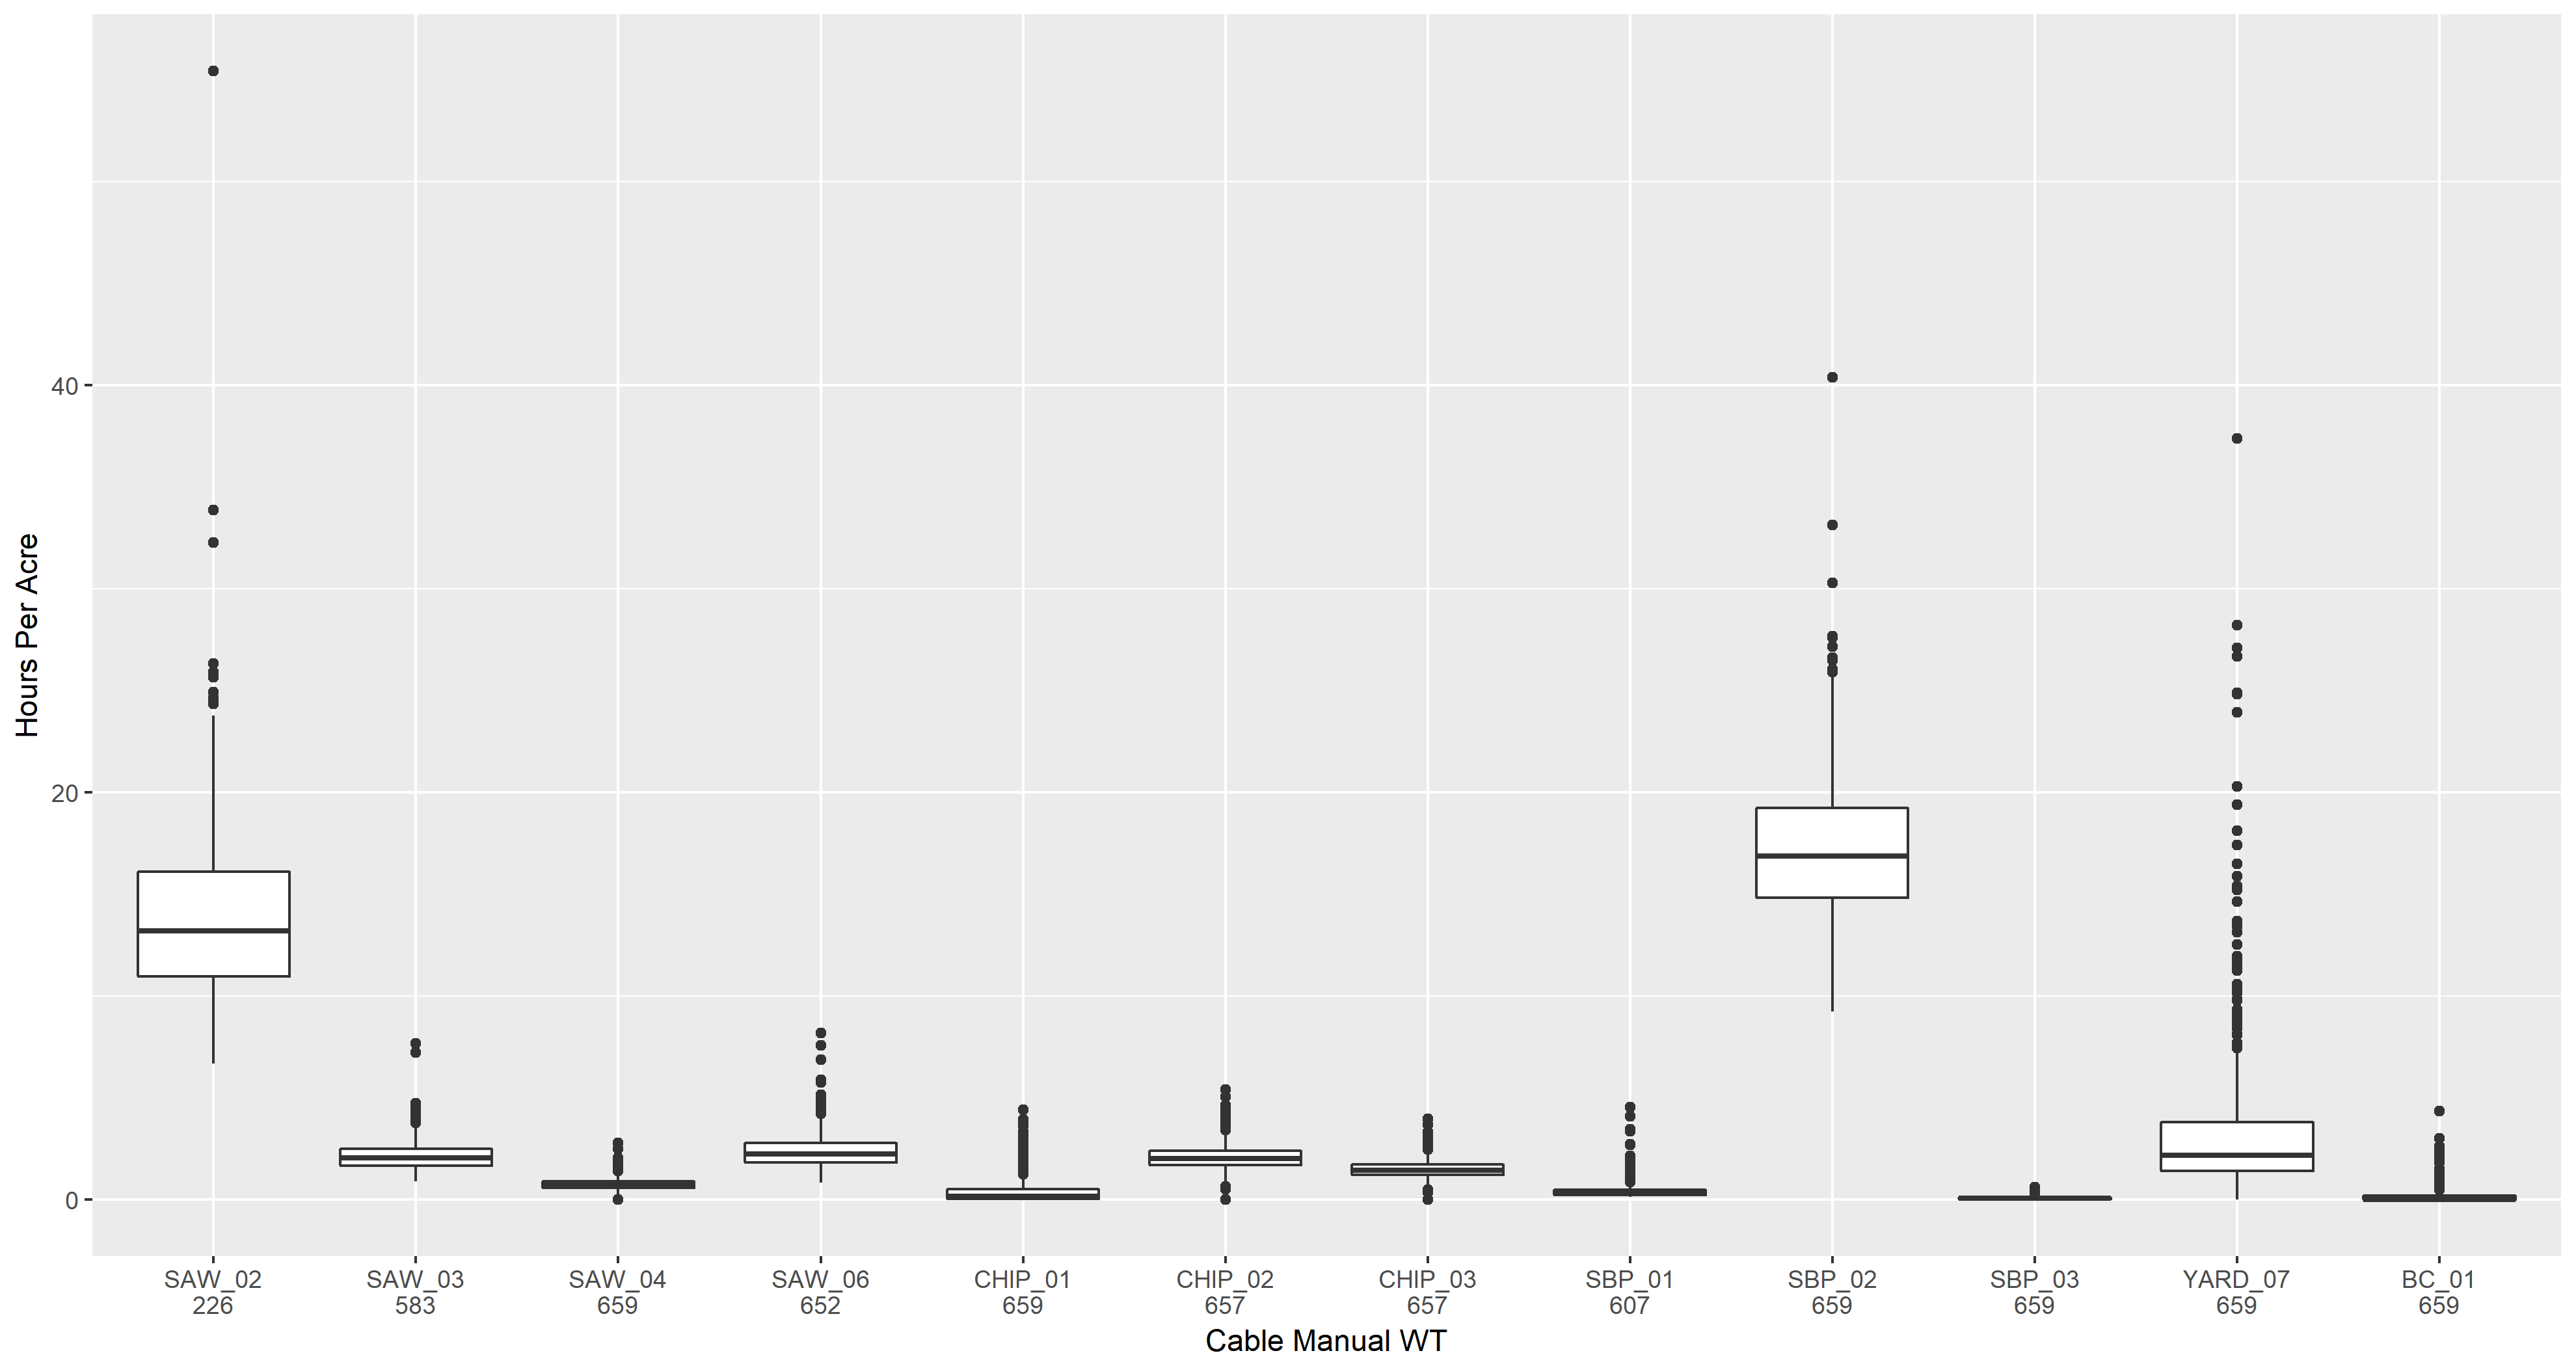 Hours Per Acre
40
20
0
SAW_02 SAW_03 SAW_04 SAW_06 CHIP_01 CHIP_02 CHIP_03 SBP_01 SBP_02 SBP_03 YARD_07 BC_01
226 583 659 652 659 657 657 607 659 659 659 659
Cable Manual WT